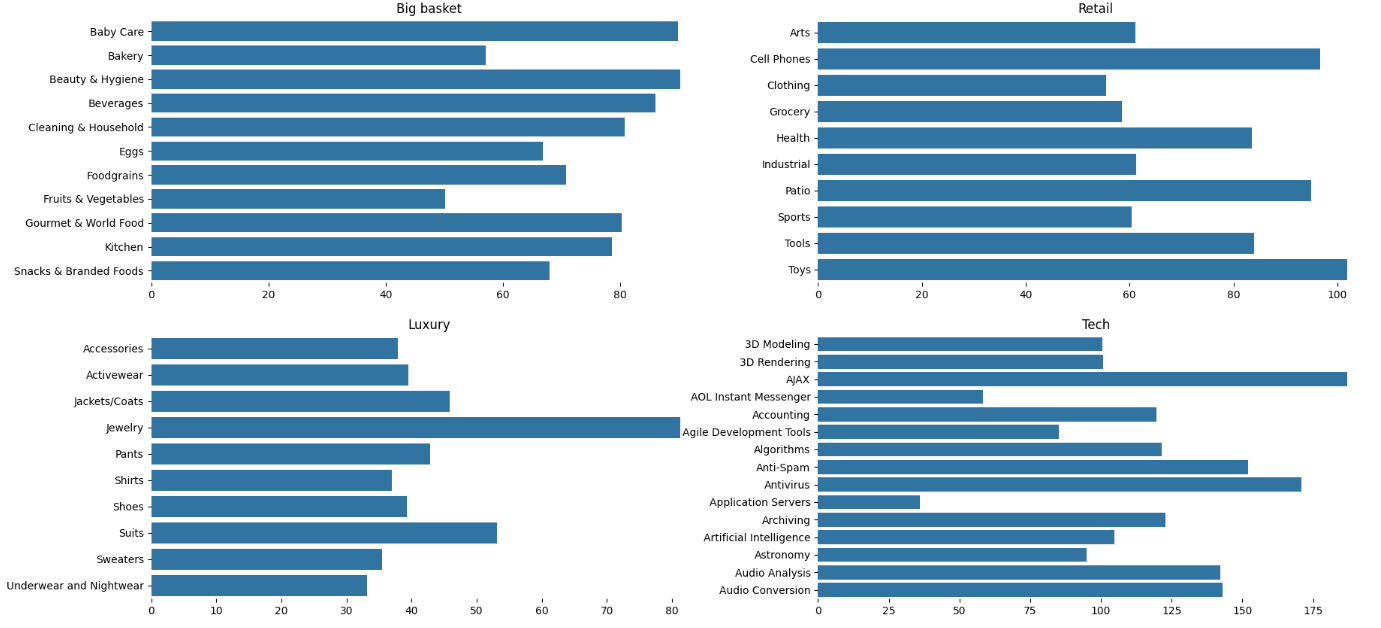 Big basket
Baby Care
Bakery
Beauty & Hygiene
Beverages
Cleaning & Household
Eggs
Foodgrains
Fruits & Vegetables
Gourmet & World Food
Kitchen
Snacks & Branded Foods
0 20 40 60 80
Retail
Arts
Cell Phones
Clothing
Grocery
Health
Industrial
Patio
Sports
Tools
Toys
0 20 40 60 80 100
Luxury
Accessories
Activewear
Jackets/Coats
Jewelry
Pants
Shirts
Shoes
Suits
Sweaters
Underwear and Nightwear
0 10 20 30 40 50 60 70 80
Tech
3D Modeling
3D Rendering
AJAX
AOL Instant Messenger
Accounting
Agile Development Tools
Algorithms
Anti-Spam
Antivirus
Application Servers
Archiving
Artificial Intelligence
Astronomy
Audio Analysis
Audio Conversion
0 25 50 75 100 125 150 175